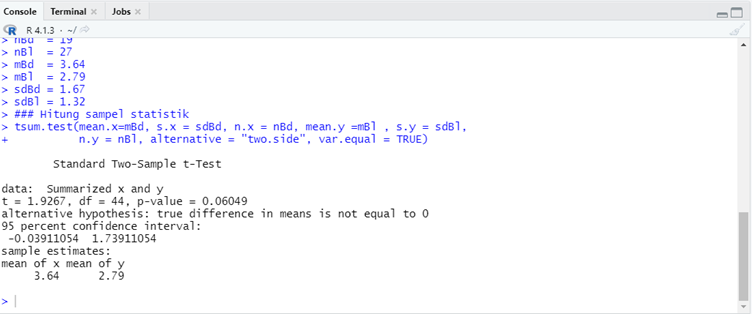 Console Terminal Jobs
R 4.1.3 · ~/
> nBd = 19
> nBl = 27
> mBd = 3.64
> mBl = 2.79
> sdBd = 1.67
> sdBl = 1.32
> ### Hitung sampel statistik
> tsum.test(mean.x=mBd, s.x = sdBd, n.x = nBd, mean.y =mBl , s.y = sdBl,
+ n.y = nBl, alternative = "two.side", var.equal = TRUE)
Standard Two-Sample t-Test
data: Summarized x and y
t = 1.9267, df = 44, p-value = 0.06049
alternative hypothesis: true difference in means is not equal to 0
95 percent confidence interval:
-0.03911054 1.73911054
sample estimates:
mean of x mean of y
3.64 2.79
>